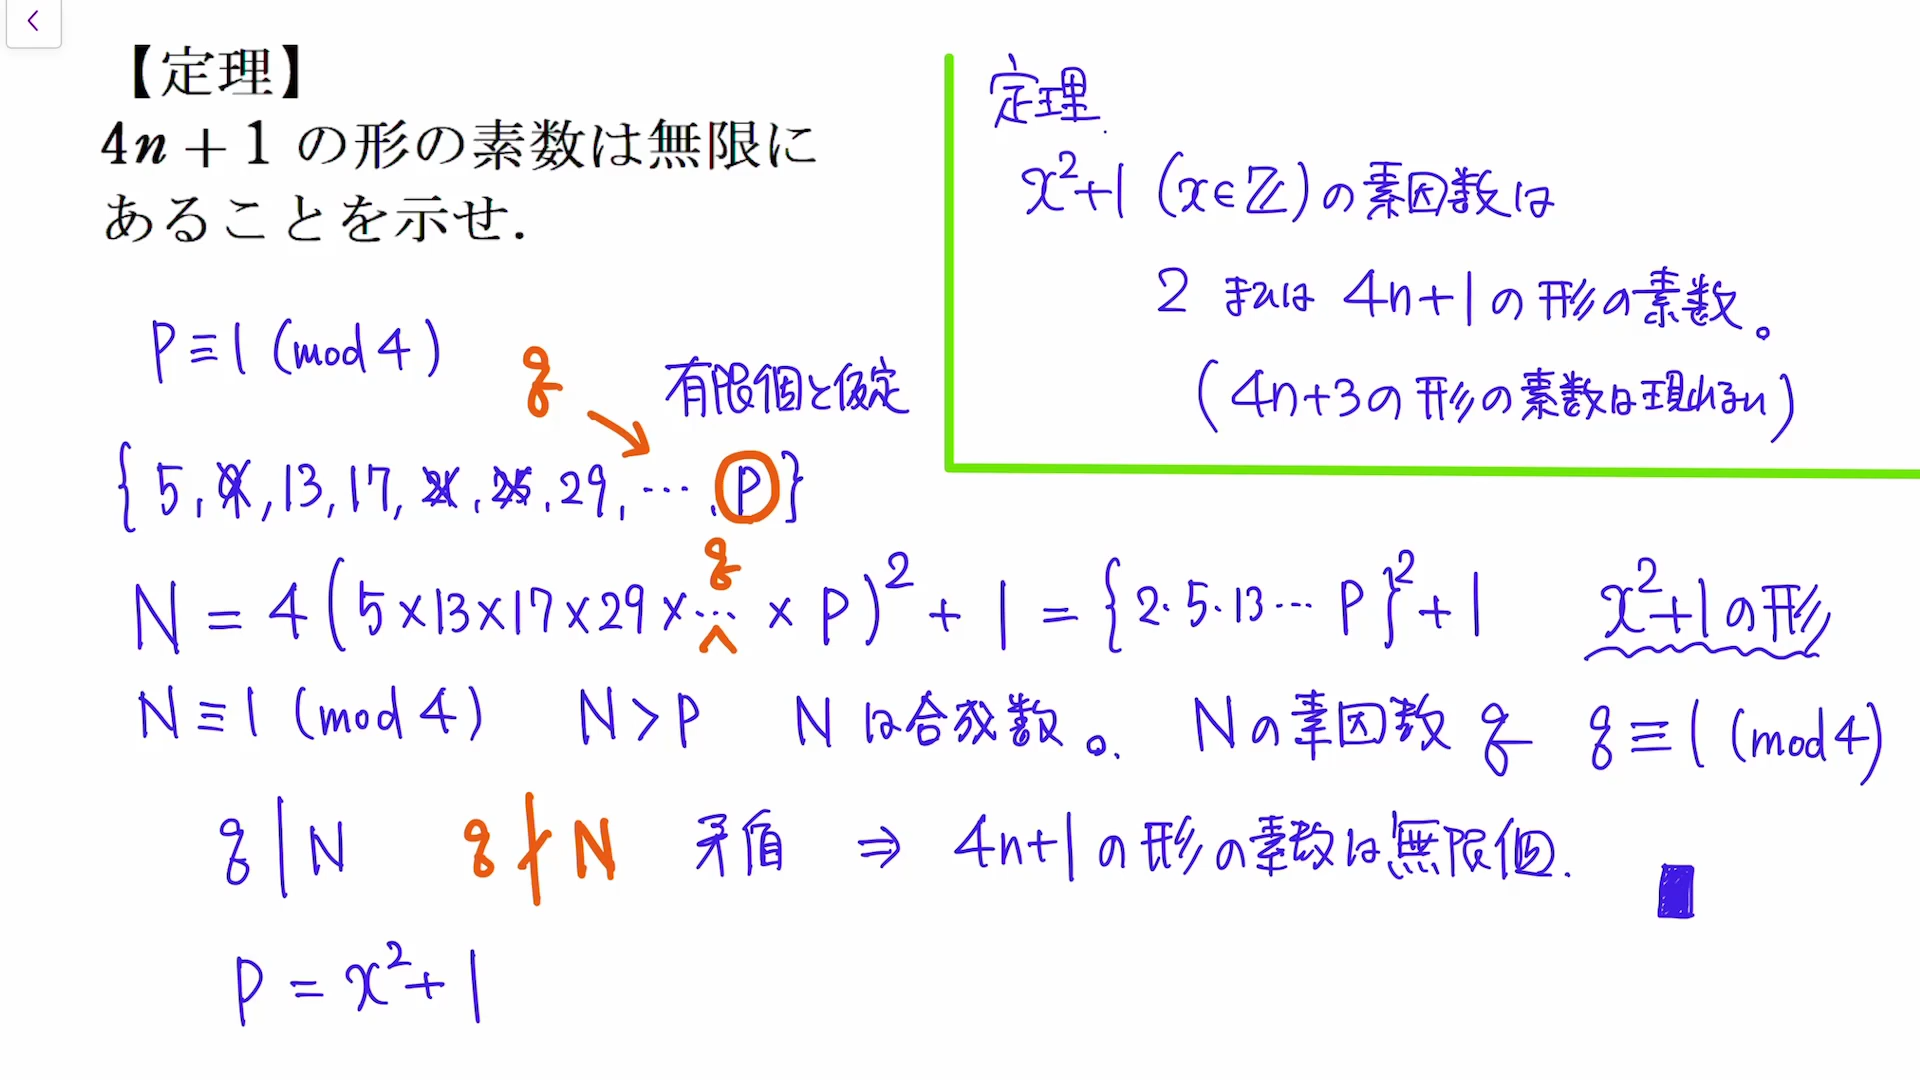 【定理】
4n + 1 の形の素数は無限に
あることを示せ.
定理.
x²+1 (x∈ℤ) の素因数は
2 または 4n+1 の形の素数。
(4n+3の形の素数は現れない)
P≡1 (mod 4)
q
有限個と仮定
{5, 9, 13, 17, 21, 25, 29, …, P}
q
N = 4(5×13×17×29×…×P)² + 1 = {2・5・13… P}² + 1 x²+1の形
N≡1 (mod 4) N>P Nは合成数。 Nの素因数 q q≡1 (mod 4)
q | N q ∤ N 矛盾 ⇒ 4n+1の形の素数は無限個.
P = x²+1